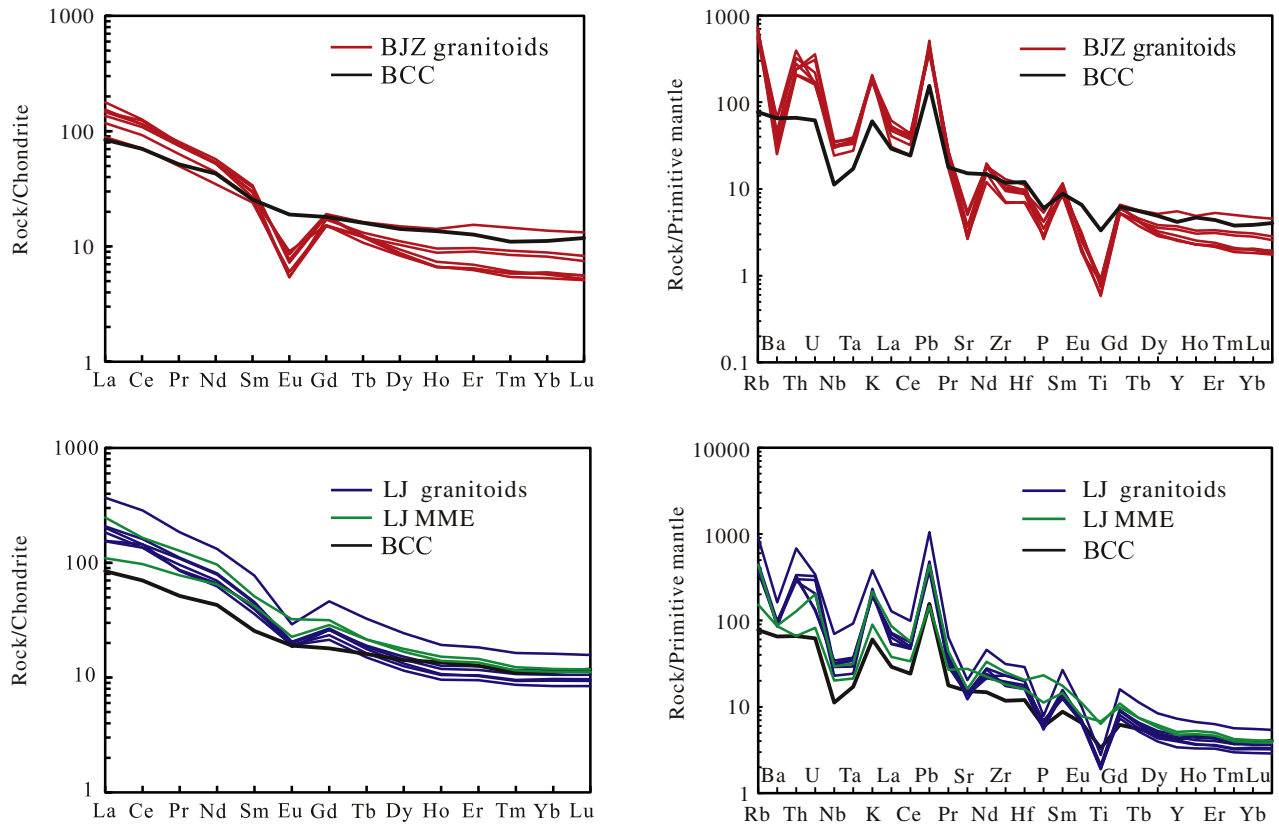 1000
100
10
1
Rock/Chondrite
BJZ granitoids
BCC
La Ce Pr Nd Sm Eu Gd Tb Dy Ho Er Tm Yb Lu
1000
100
10
1
0.1
Rock/Primitive mantle
BJZ granitoids
BCC
Ba U Ta La Pb Sr Zr P Eu Gd Dy Ho Tm Lu
Rb Th Nb K Ce Pr Nd Hf Sm Ti Tb Y Er Yb
1000
100
10
1
Rock/Chondrite
LJ granitoids
LJ MME
BCC
La Ce Pr Nd Sm Eu Gd Tb Dy Ho Er Tm Yb Lu
10000
1000
100
10
1
Rock/Primitive mantle
LJ granitoids
LJ MME
BCC
Ba U Ta La Pb Sr Zr P Eu Gd Dy Ho Tm Lu
Rb Th Nb K Ce Pr Nd Hf Sm Ti Tb Y Er Yb